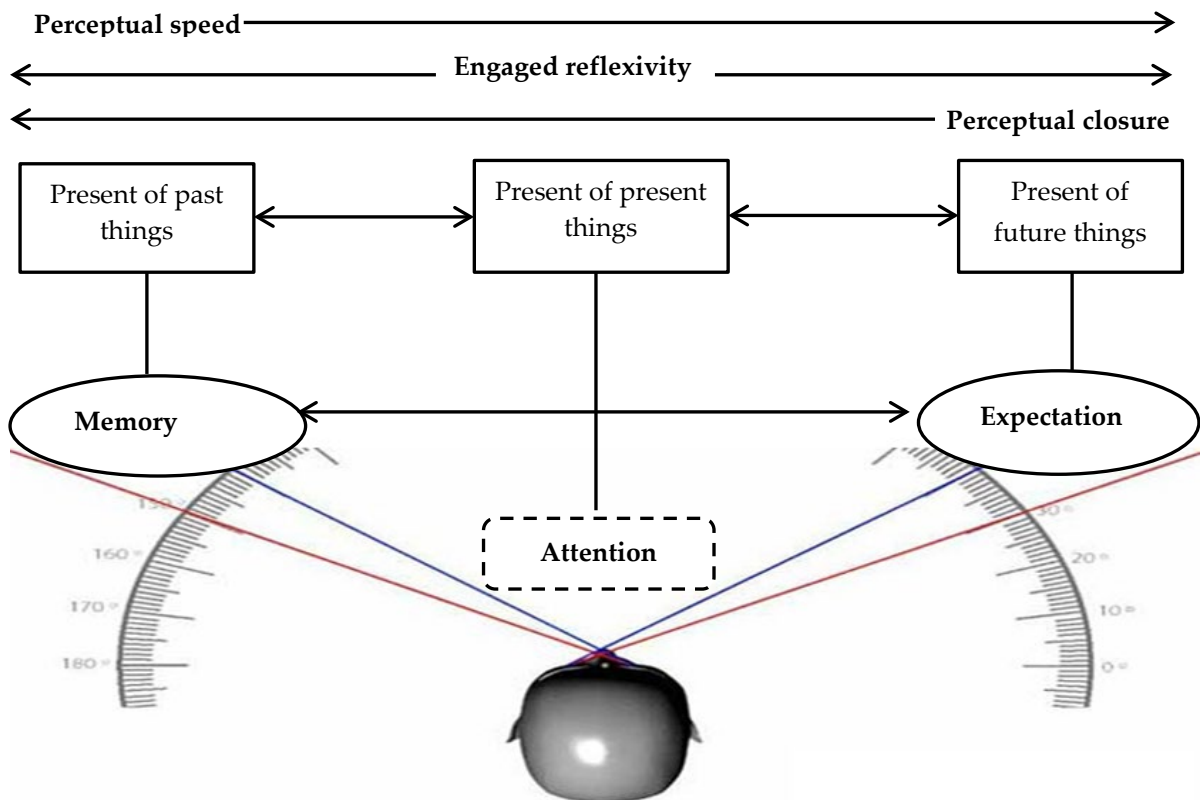 Perceptual speed
Engaged reflexivity
Perceptual closure
Present of past
things
Present of present
things
Present of
future things
Memory
Expectation
Attention
150 º
160 º
170 º
180 º
30 º
20 º
10 º
0 º